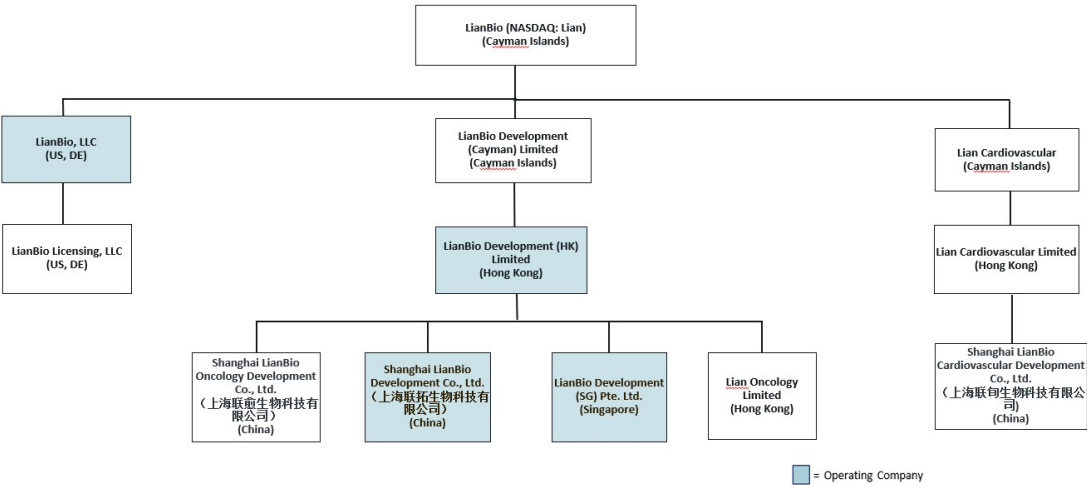 LianBio (NASDAQ: Lian)
(Cayman Islands)
LianBio, LLC
(US, DE)
LianBio Development
(Cayman) Limited
(Cayman Islands)
Lian Cardiovascular
(Cayman Islands)
LianBio Licensing, LLC
(US, DE)
LianBio Development (HK)
Limited
(Hong Kong)
Lian Cardiovascular Limited
(Hong Kong)
Shanghai LianBio
Oncology Development
Co., Ltd.
（上海联愈生物科技有
限公司）
(China)
Shanghai LianBio
Development Co., Ltd.
（上海联拓生物科技有
限公司）
(China)
LianBio Development
(SG) Pte. Ltd.
(Singapore)
Lian Oncology
Limited
(Hong Kong)
Shanghai LianBio
Cardiovascular Development
Co., Ltd.
（上海联旬生物科技有限公
司)
(China)
= Operating Company